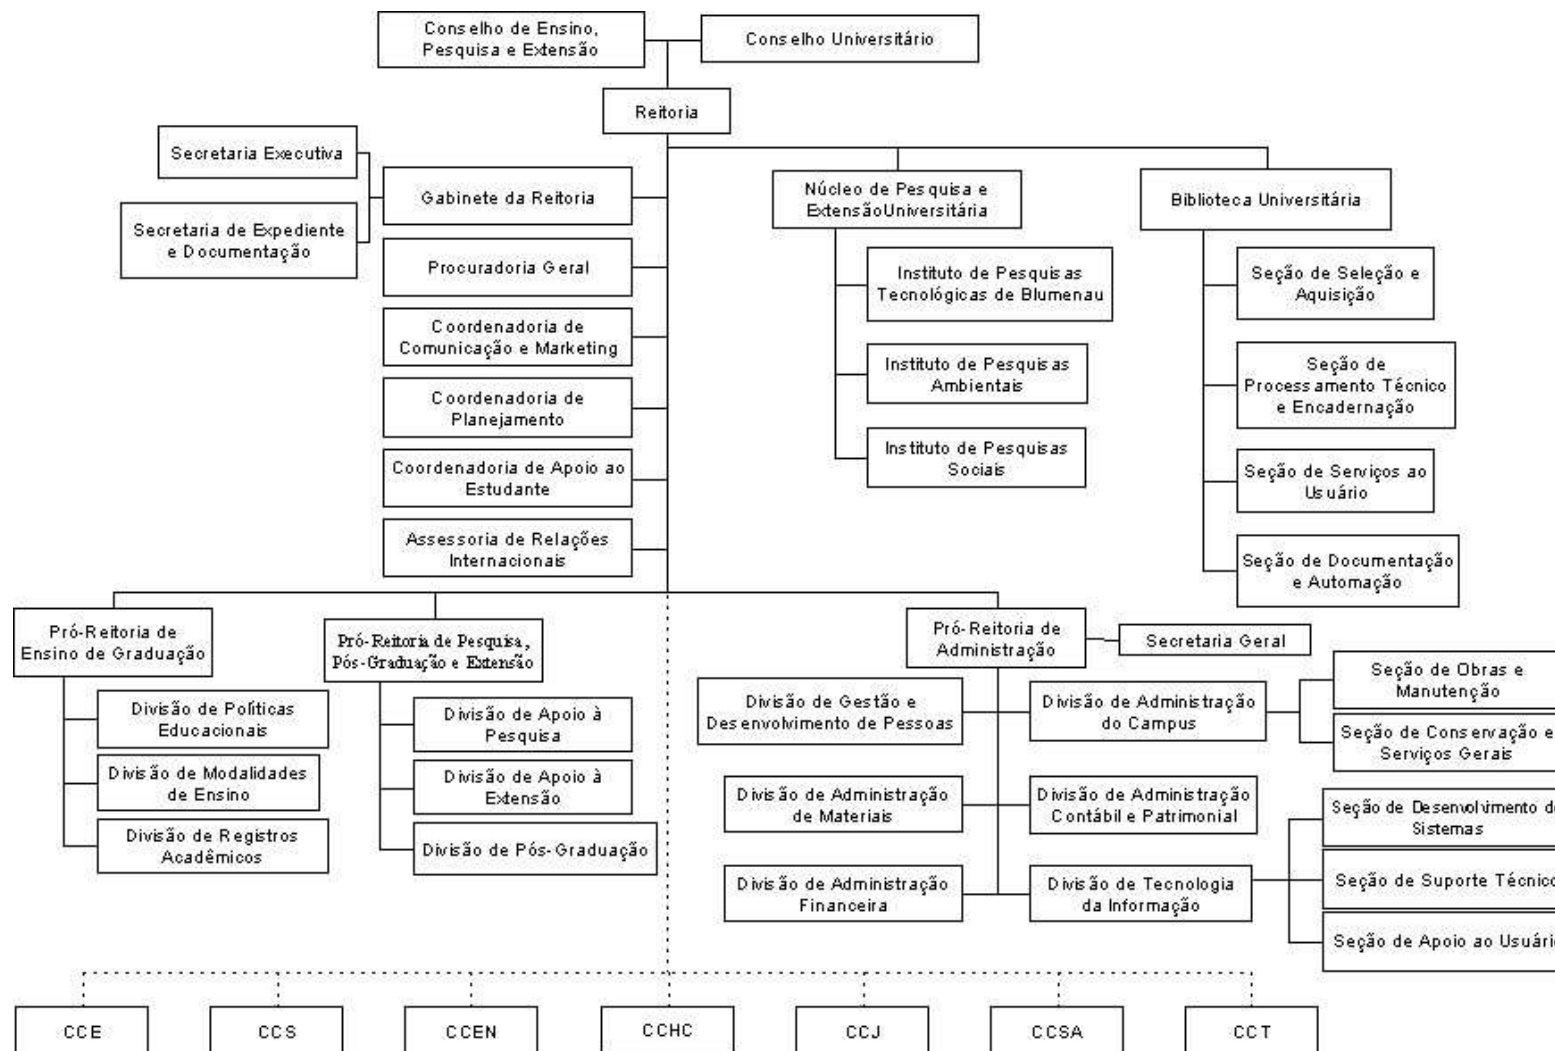 Conselho de Ensino,
Pesquisa e Extensão
Conselho Universitário
Reitoria
Secretaria Executiva
Secretaria de Expediente
e Documentação
Gabinete da Reitoria
Procuradoria Geral
Coordenadoria de
Comunicação e Marketing
Coordenadoria de
Planejamento
Coordenadoria de Apoio ao
Estudante
Assessoria de Relações
Internacionais
Núcleo de Pesquisa e
ExtensãoUniversitária
Instituto de Pesquisas
Tecnológicas de Blumenau
Instituto de Pesquisas
Ambientais
Instituto de Pesquisas
Sociais
Biblioteca Universitária
Seção de Seleção e
Aquisição
Seção de
Processamento Técnico
e Encadernação
Seção de Serviços ao
Usuário
Seção de Documentação
e Automação
Pró-Reitoria de
Ensino de Graduação
Divisão de Políticas
Educacionais
Divisão de Modalidades
de Ensino
Divisão de Registros
Acadêmicos
Pró-Reitoria de Pesquisa,
Pós-Graduação e Extensão
Divisão de Apoio à
Pesquisa
Divisão de Apoio à
Extensão
Divisão de Pós-Graduação
Pró-Reitoria de
Administração
Secretaria Geral
Divisão de Gestão e
Desenvolvimento de Pessoas
Divisão de Administração
do Campus
Seção de Obras e
Manutenção
Seção de Conservação e
Serviços Gerais
Divisão de Administração
de Materiais
Divisão de Administração
Contábil e Patrimonial
Divisão de Administração
Financeira
Divisão de Tecnologia
da Informação
Seção de Desenvolvimento de
Sistemas
Seção de Suporte Técnico
Seção de Apoio ao Usuário
CCE
CCS
CCEN
CCHC
CCJ
CCSA
CCT